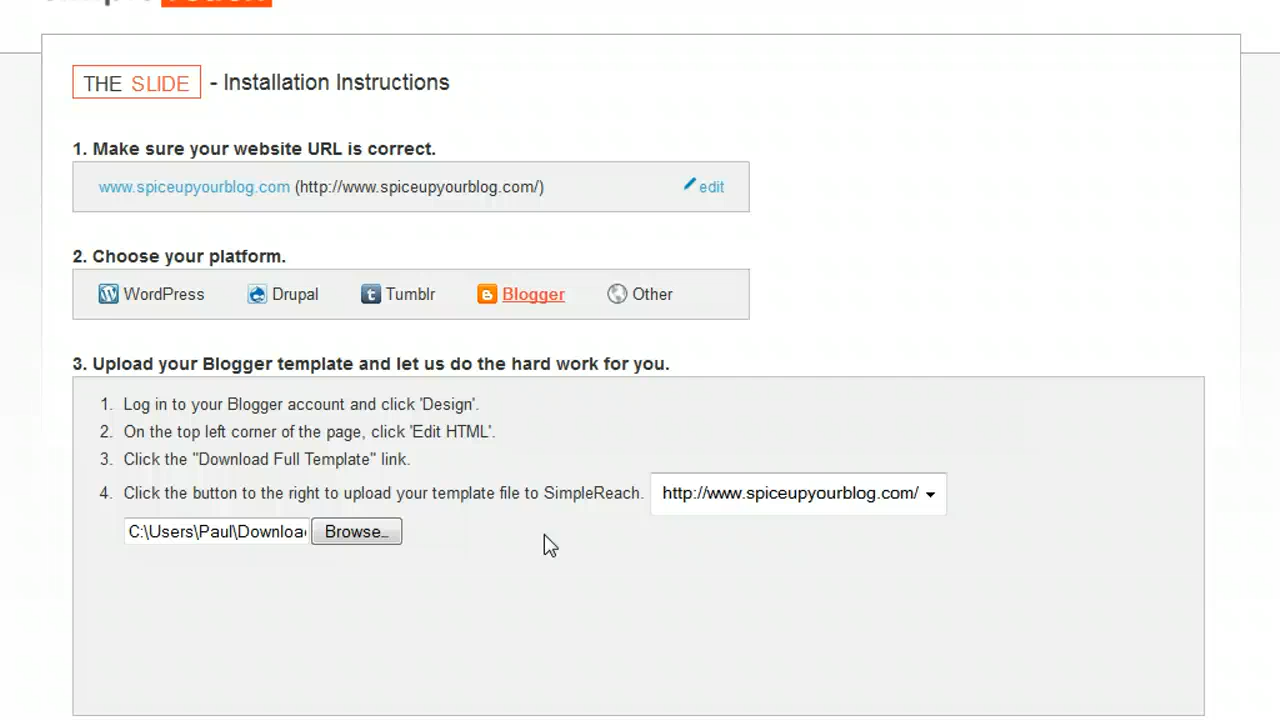 THE SLIDE - Installation Instructions
1. Make sure your website URL is correct.
www.spiceupyourblog.com (http://www.spiceupyourblog.com/) edit
2. Choose your platform.
WordPress Drupal Tumblr Blogger Other
3. Upload your Blogger template and let us do the hard work for you.
1. Log in to your Blogger account and click 'Design'.
2. On the top left corner of the page, click 'Edit HTML'.
3. Click the "Download Full Template" link.
4. Click the button to the right to upload your template file to SimpleReach. http://www.spiceupyourblog.com/
C:\Users\Paul\Downloa Browse...